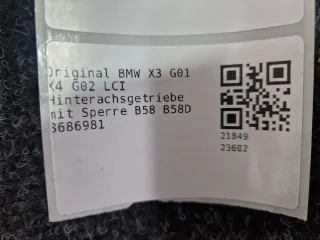 Original BMW X3 G01
X4 G02 LCI
Hinterachsgetriebe
mit Sperre B58 B58D
8686981
21849
23602